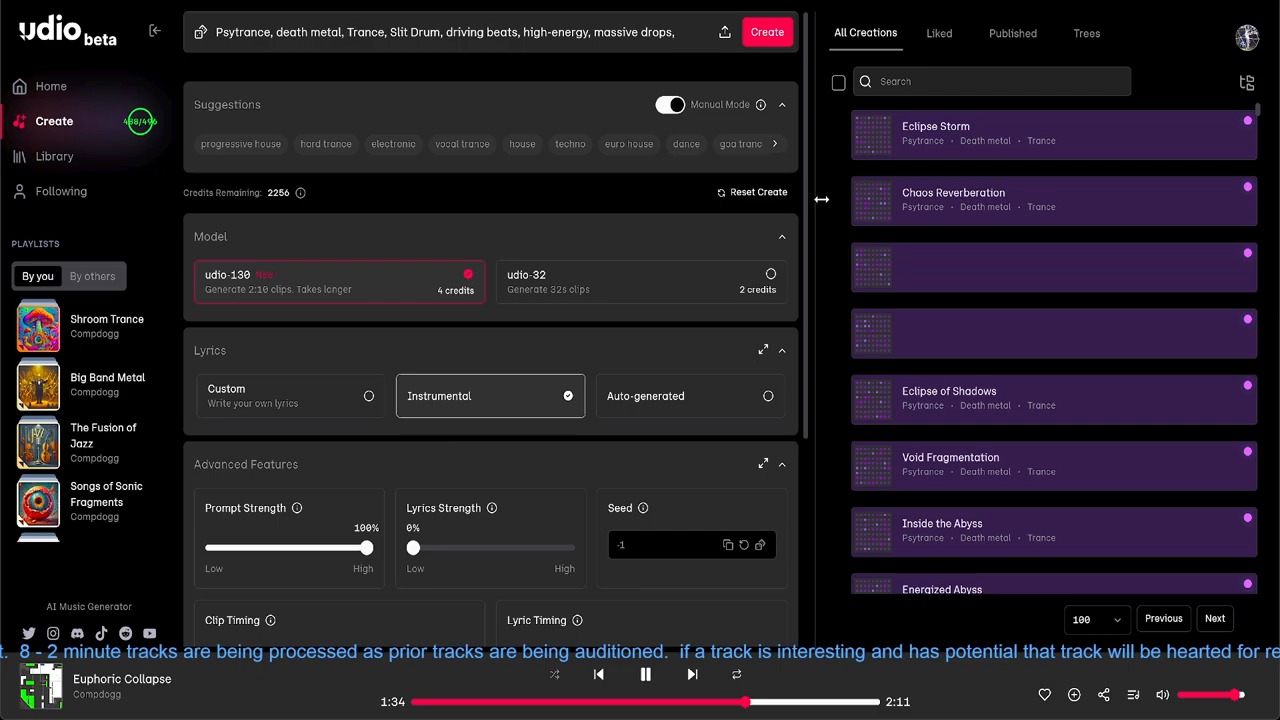 udio beta
Home
Create
488/496
Library
Following
PLAYLISTS
By you
By others
Shroom Trance
Compdogg
Big Band Metal
Compdogg
The Fusion of
Jazz
Compdogg
Songs of Sonic
Fragments
Compdogg
AI Music Generator
Psytrance, death metal, Trance, Slit Drum, driving beats, high-energy, massive drops,
Create
Suggestions
Manual Mode
progressive house
hard trance
electronic
vocal trance
house
techno
euro house
dance
goa tranc
Credits Remaining: 2256
Reset Create
Model
udio-130 New
Generate 2:10 clips. Takes longer
4 credits
udio-32
Generate 32s clips
2 credits
Lyrics
Custom
Write your own lyrics
Instrumental
Auto-generated
Advanced Features
Prompt Strength
100%
Low
High
Lyrics Strength
0%
Low
High
Seed
-1
Clip Timing
Lyric Timing
All Creations
Liked
Published
Trees
Search
Eclipse Storm
Psytrance · Death metal · Trance
Chaos Reverberation
Psytrance · Death metal · Trance
Eclipse of Shadows
Psytrance · Death metal · Trance
Void Fragmentation
Psytrance · Death metal · Trance
Inside the Abyss
Psytrance · Death metal · Trance
Energized Abyss
100
Previous
Next
t. 8 - 2 minute tracks are being processed as prior tracks are being auditioned. if a track is interesting and has potential that track will be hearted for re
Euphoric Collapse
Compdogg
1:34
2:11